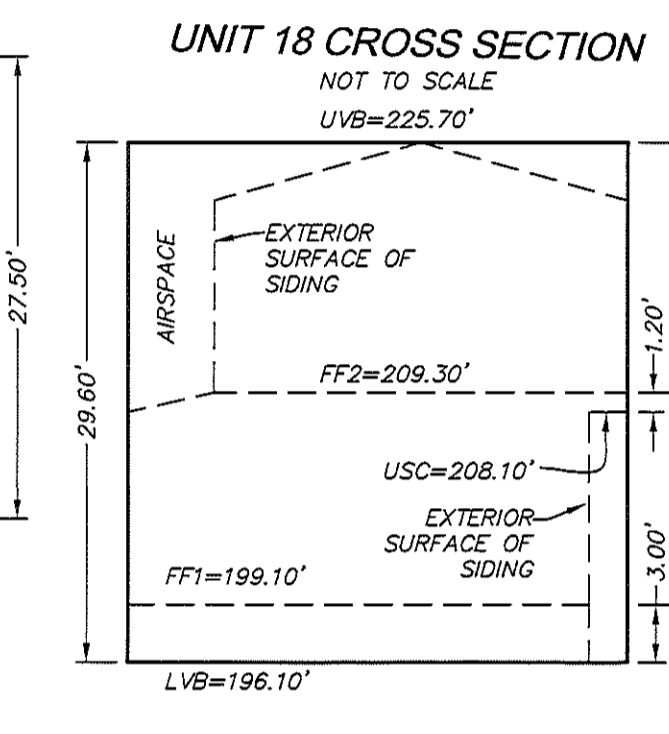 UNIT 18 CROSS SECTION
NOT TO SCALE
UVB=225.70'
27.50'
29.60'
AIRSPACE
EXTERIOR
SURFACE OF
SIDING
1.20'
FF2=209.30'
USC=208.10'
EXTERIOR
SURFACE OF
SIDING
3.00'
FF1=199.10'
LVB=196.10'